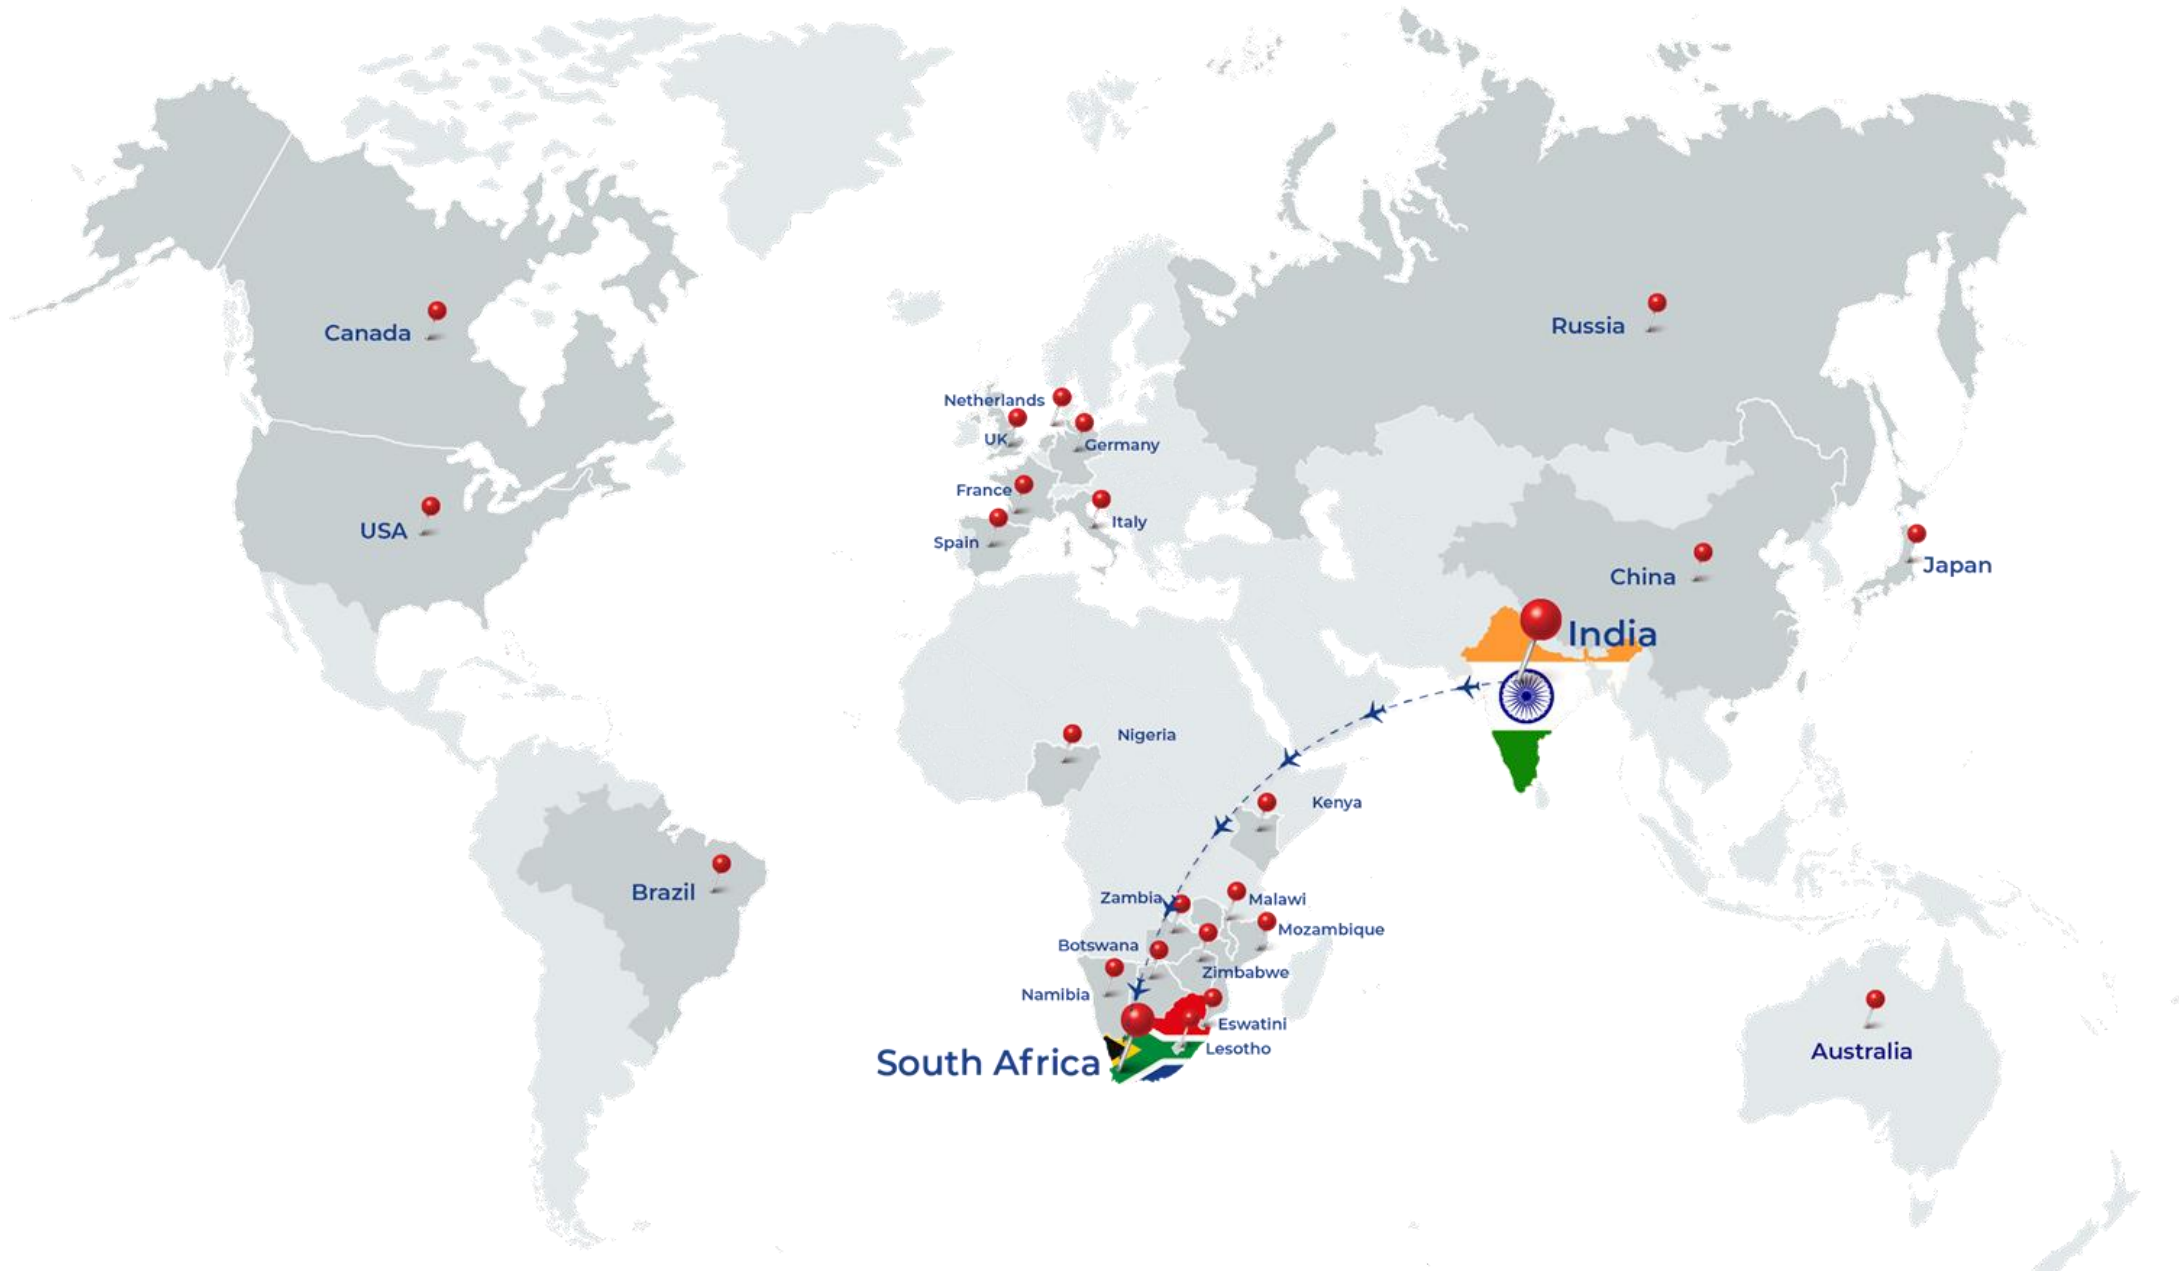 Canada
USA
Brazil
Netherlands
UK
Germany
France
Italy
Spain
Russia
China
Japan
India
Nigeria
Kenya
Zambia
Malawi
Mozambique
Botswana
Zimbabwe
Namibia
Eswatini
Lesotho
South Africa
Australia